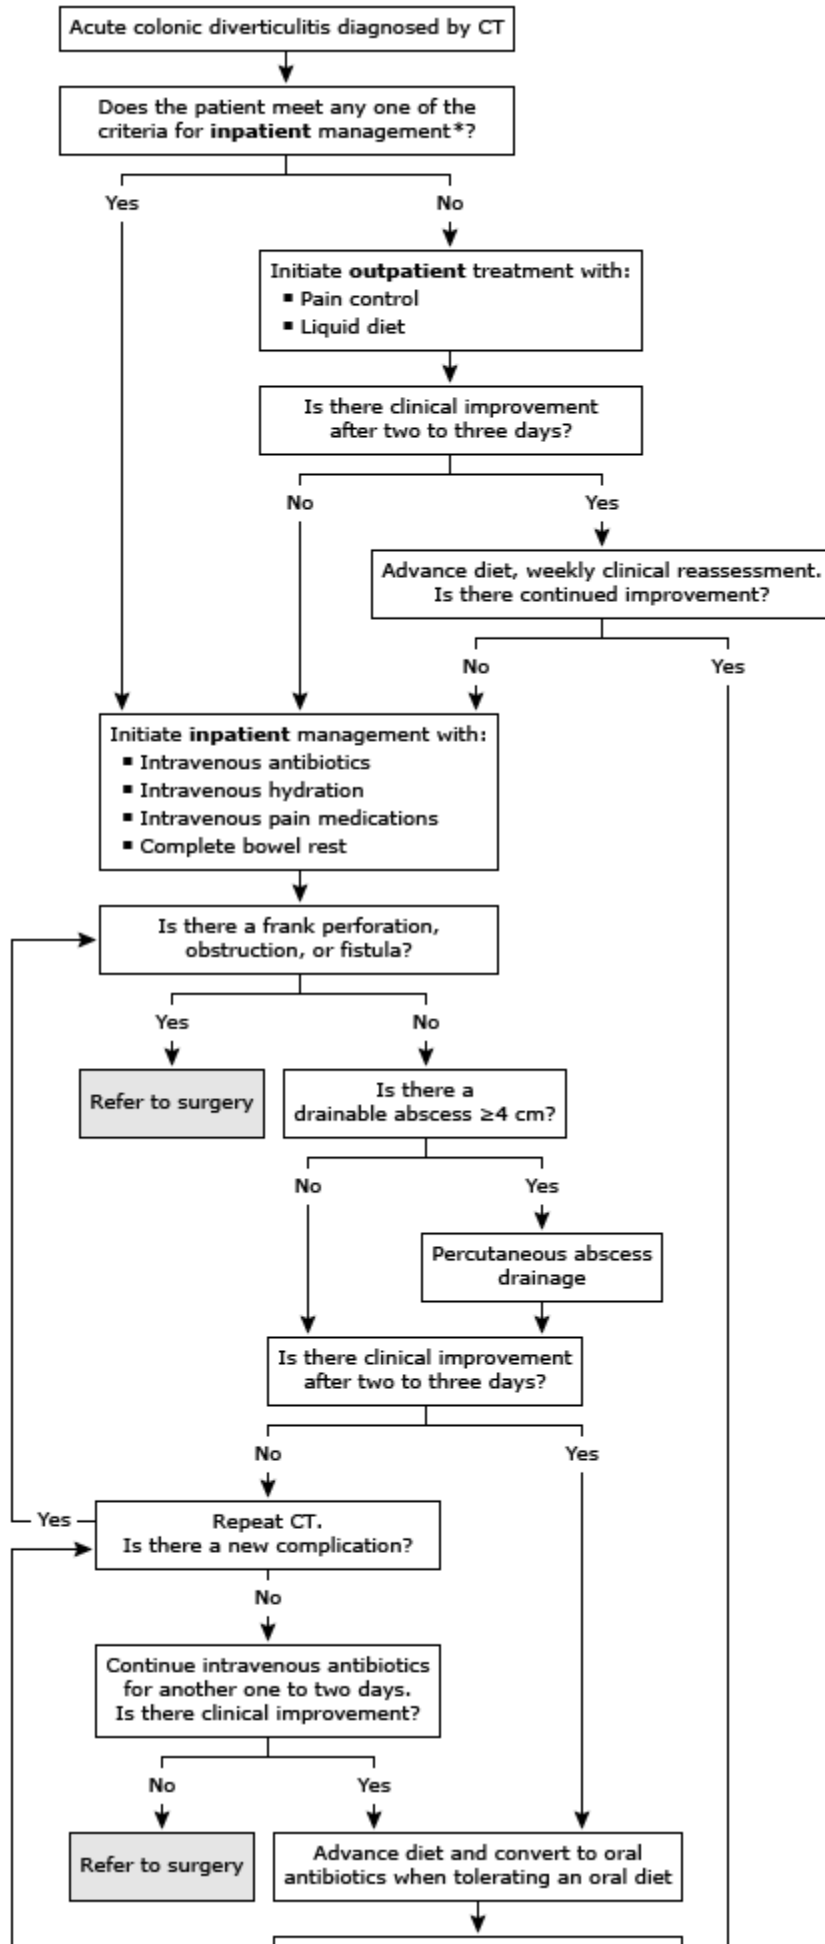 Acute colonic diverticulitis diagnosed by CT
Does the patient meet any one of the
criteria for inpatient management*?
Yes
No
Initiate outpatient treatment with:
▪ Pain control
▪ Liquid diet
Is there clinical improvement
after two to three days?
No
Yes
Advance diet, weekly clinical reassessment.
Is there continued improvement?
No
Yes
Initiate inpatient management with:
▪ Intravenous antibiotics
▪ Intravenous hydration
▪ Intravenous pain medications
▪ Complete bowel rest
Is there a frank perforation,
obstruction, or fistula?
Yes
No
Refer to surgery
Is there a
drainable abscess ≥4 cm?
No
Yes
Percutaneous abscess
drainage
Is there clinical improvement
after two to three days?
No
Yes
Yes
Repeat CT.
Is there a new complication?
No
Continue intravenous antibiotics
for another one to two days.
Is there clinical improvement?
No
Yes
Refer to surgery
Advance diet and convert to oral
antibiotics when tolerating an oral diet